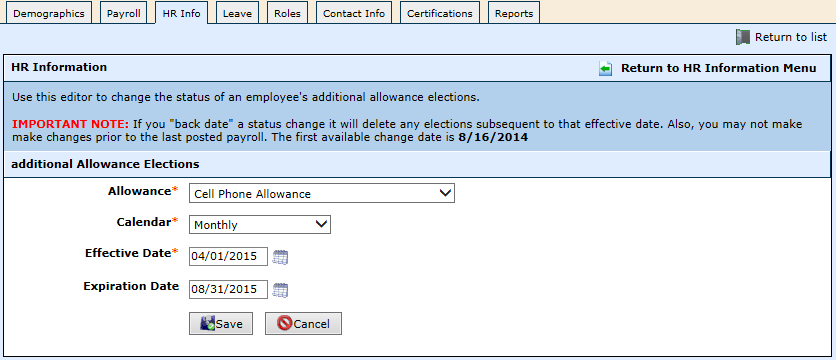 Demographics Payroll HR Info Leave Roles Contact Info Certifications Reports
Return to list
HR Information Return to HR Information Menu
Use this editor to change the status of an employee's additional allowance elections.
IMPORTANT NOTE: If you "back date" a status change it will delete any elections subsequent to that effective date. Also, you may not make
make changes prior to the last posted payroll. The first available change date is 8/16/2014
additional Allowance Elections
Allowance* Cell Phone Allowance
Calendar* Monthly
Effective Date* 04/01/2015
Expiration Date 08/31/2015
Save Cancel